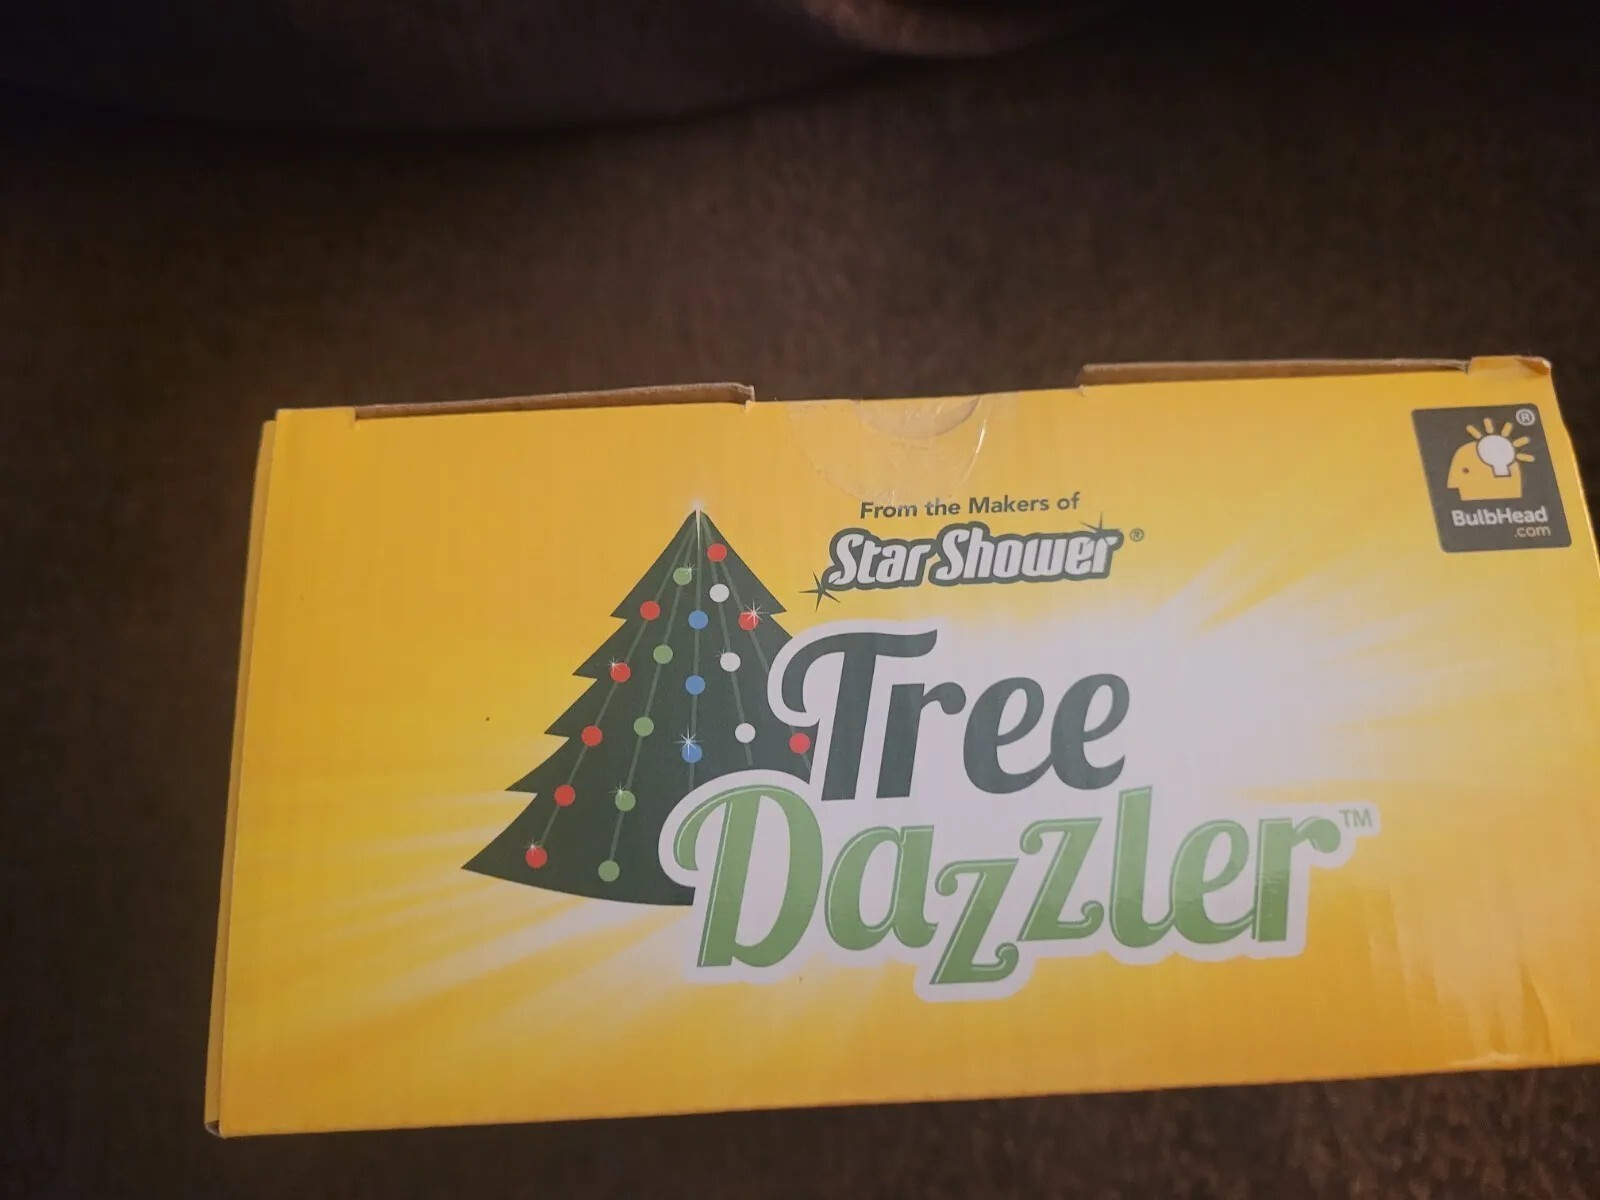 From the Makers of
Star Shower®
Tree
Dazzler™
®
BulbHead
.com